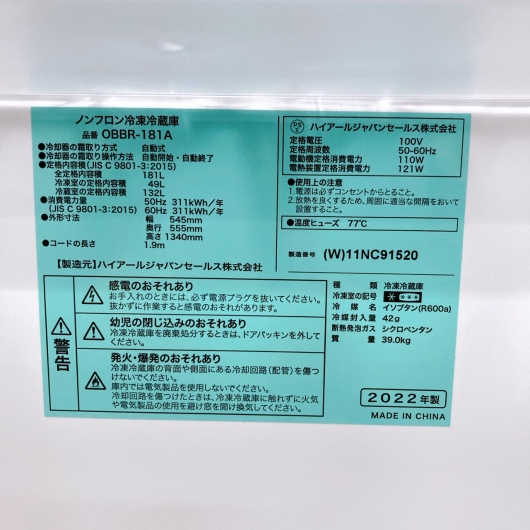 ノンフロン冷凍冷蔵庫
品番 OBBR-181A
●冷却器の霜取り方式 自動式
●冷却器の霜取り操作方法 自動開始・自動終了
●定格内容積(JIS C 9801-3:2015)
全定格内容積 181L
冷凍室の定格内容積 49L
冷蔵室の定格内容積 132L
●消費電力量 50Hz 311kWh/年
(JIS C 9801-3:2015) 60Hz 311kWh/年
●外形寸法 幅 545mm
奥行 555mm
高さ 1340mm
●コードの長さ 1.9m
【製造元】ハイアールジャパンセールス株式会社
警告
感電のおそれあり
お手入れのときには、必ず電源プラグを抜いてください。
抜かずに作業すると感電のおそれがあります。
幼児の閉じ込めのおそれあり
冷凍冷蔵庫を廃棄処分するときは、ドアパッキンを外してください。
発火・爆発のおそれあり
冷凍冷蔵庫の背面や側面にある冷却回路(配管)を傷つけないでください。
庫内では電気製品を使用しないでください。
冷却回路を傷つけたときは、冷凍冷蔵庫に触れずに火気や電気製品の使用を避け窓を開け換気してください。
PS E
ハイアールジャパンセールス株式会社
定格電圧 100V
定格周波数 50-60Hz
電動機定格消費電力 110W
電熱装置定格消費電力 121W
●使用上の注意
1.電源は必ずコンセントからとること。
2.放熱を良くするため、周囲に適当な間隔をおいて
設置すること。
●温度ヒューズ 77℃
製造番号 (W)11NC91520
種類 冷凍冷蔵庫
冷凍室の記号 ****
冷媒 イソブタン(R600a)
冷媒封入量 42g
断熱発泡ガス シクロペンタン
質量 39.0kg
2022年製
MADE IN CHINA